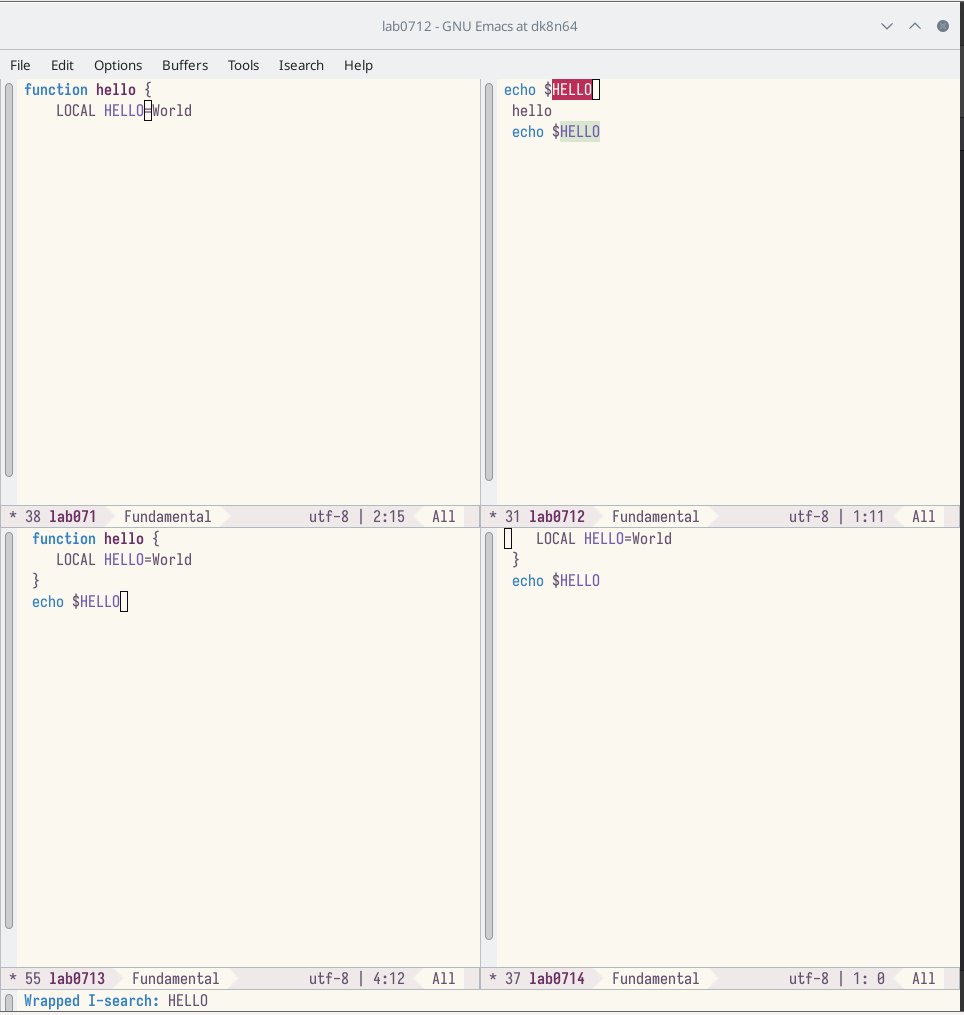 lab0712 - GNU Emacs at dk8n64
File Edit Options Buffers Tools Isearch Help
function hello {
LOCAL HELLO=World
* 38 lab071 Fundamental utf-8 | 2:15 All
echo $HELLO
hello
echo $HELLO
* 31 lab0712 Fundamental utf-8 | 1:11 All
function hello {
LOCAL HELLO=World
}
echo $HELLO
* 55 lab0713 Fundamental utf-8 | 4:12 All
LOCAL HELLO=World
}
echo $HELLO
* 37 lab0714 Fundamental utf-8 | 1: 0 All
Wrapped I-search: HELLO